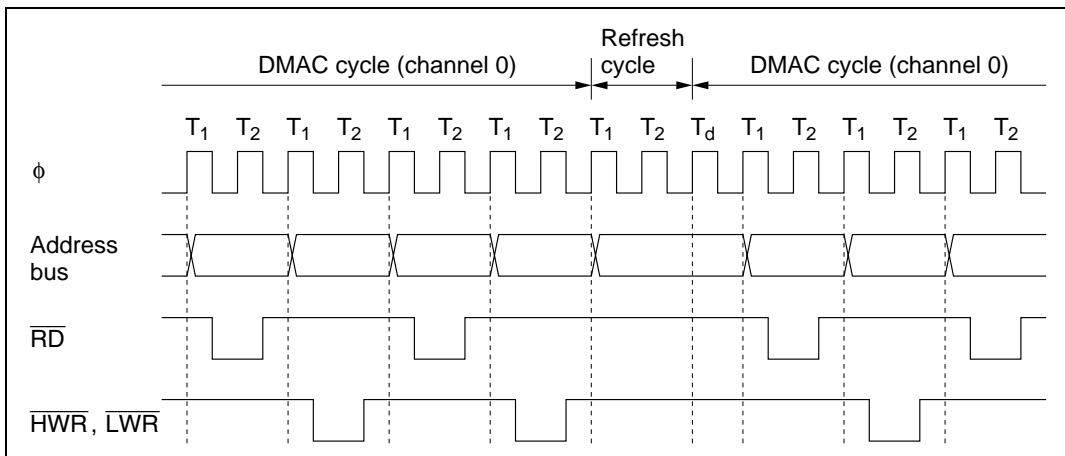 Refresh
DMAC cycle (channel 0) cycle DMAC cycle (channel 0)
T1 T2 T1 T2 T1 T2 T1 T2 T1 T2 Td T1 T2 T1 T2 T1 T2
ϕ
Address
bus
RD
HWR, LWR